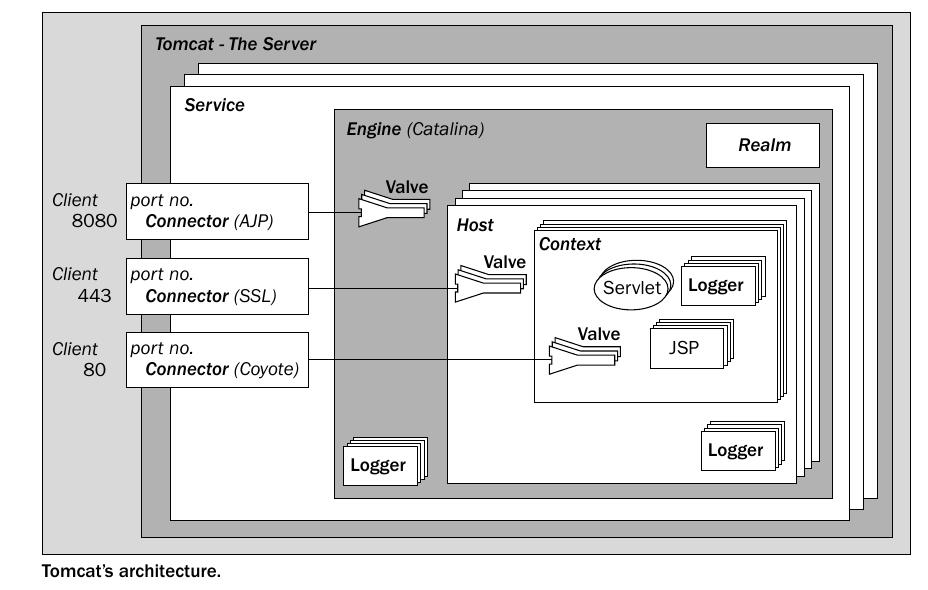 Tomcat - The Server
Service
Engine (Catalina)
Realm
Client
8080
port no.
Connector (AJP)
Valve
Host
Context
Client
443
port no.
Connector (SSL)
Valve
Servlet
Logger
Client
80
port no.
Connector (Coyote)
Valve
JSP
Logger
Logger
Tomcat's architecture.